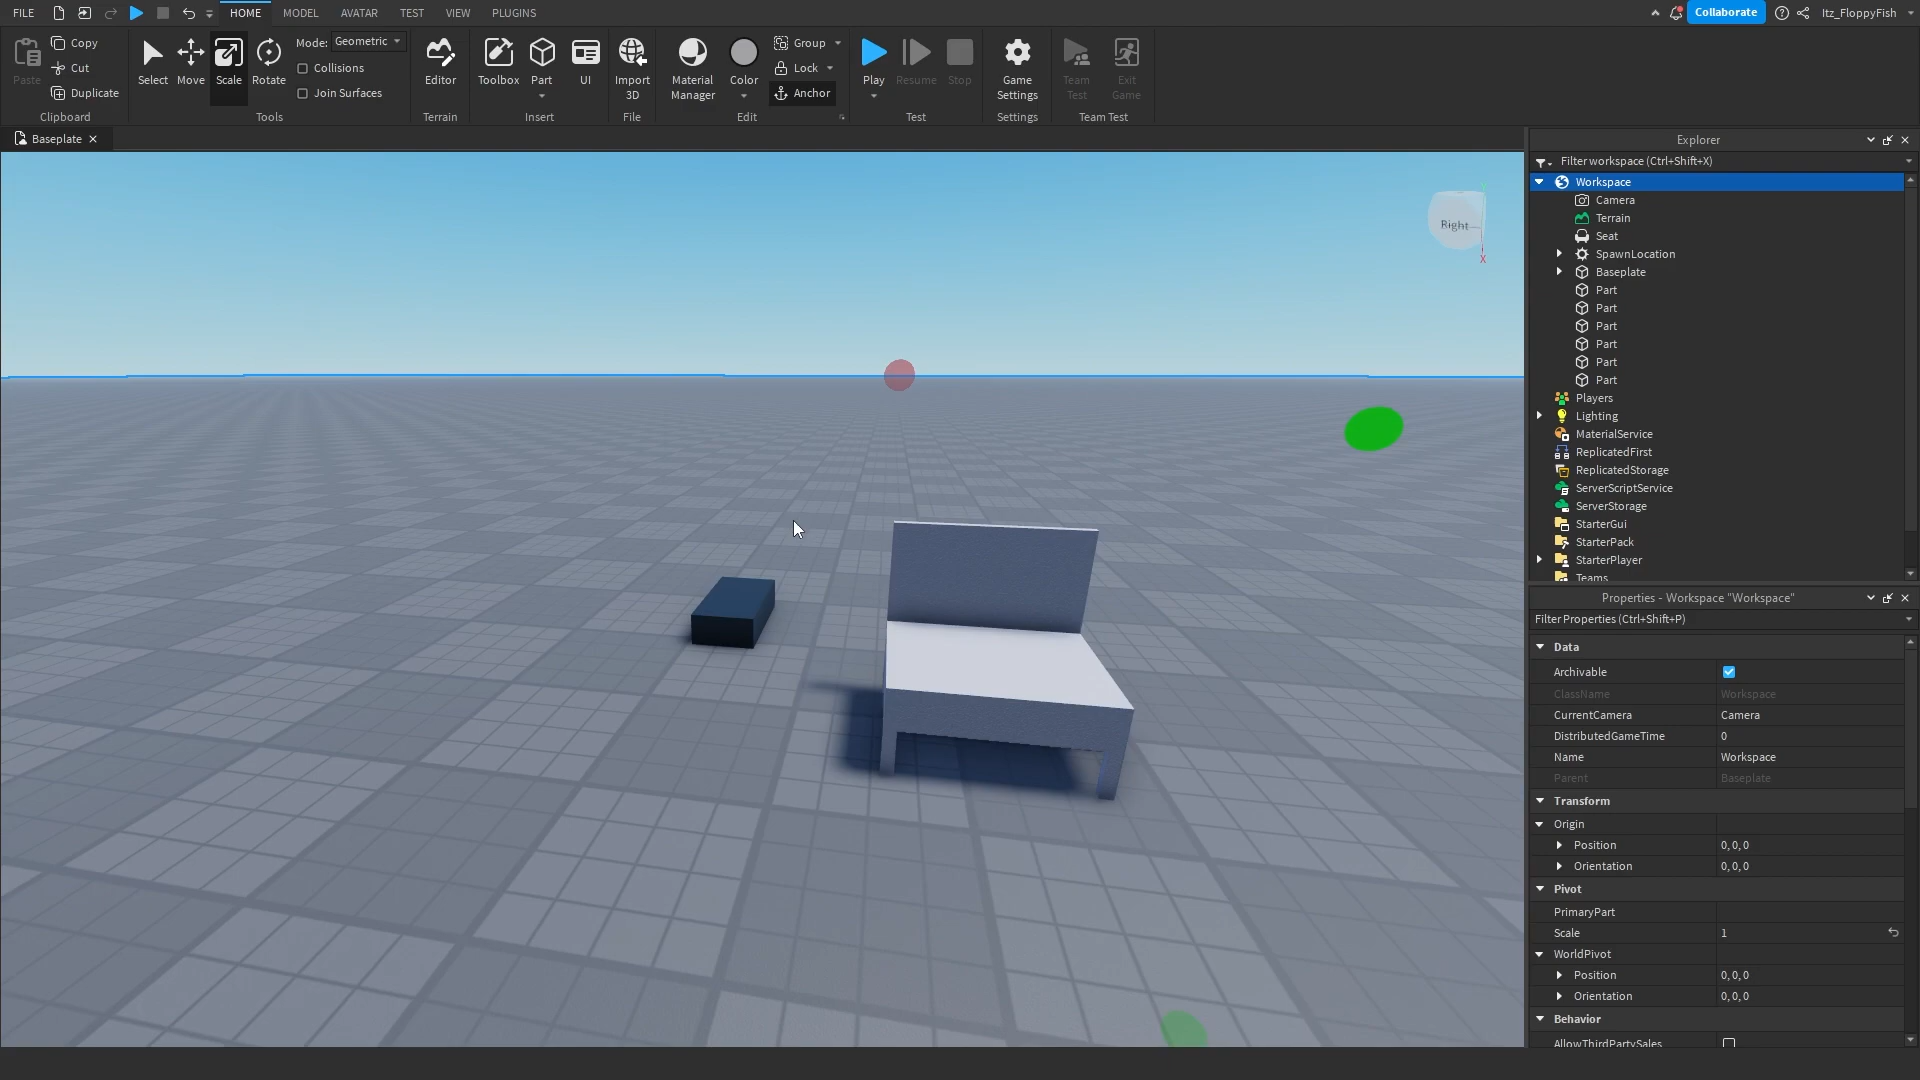 FILE HOME MODEL AVATAR TEST VIEW PLUGINS Collaborate Itz_FloppyFish
Paste Copy Cut Duplicate Clipboard
Select Move Scale Rotate Mode: Geometric Collisions Join Surfaces Tools
Editor Terrain
Toolbox Part UI Insert
Import 3D File
Material Manager Color Group Lock Anchor Edit
Play Resume Stop Test
Game Settings Settings
Team Test Exit Game Team Test
Baseplate
Right
X
Explorer
Filter workspace (Ctrl+Shift+X)
Workspace
Camera
Terrain
Seat
SpawnLocation
Baseplate
Part
Part
Part
Part
Part
Part
Players
Lighting
MaterialService
ReplicatedFirst
ReplicatedStorage
ServerScriptService
ServerStorage
StarterGui
StarterPack
StarterPlayer
Teams
Properties - Workspace "Workspace"
Filter Properties (Ctrl+Shift+P)
Data
Archivable
ClassName Workspace
CurrentCamera Camera
DistributedGameTime 0
Name Workspace
Parent Baseplate
Transform
Origin
Position 0, 0, 0
Orientation 0, 0, 0
Pivot
PrimaryPart
Scale 1
WorldPivot
Position 0, 0, 0
Orientation 0, 0, 0
Behavior
AllowThirdPartySales